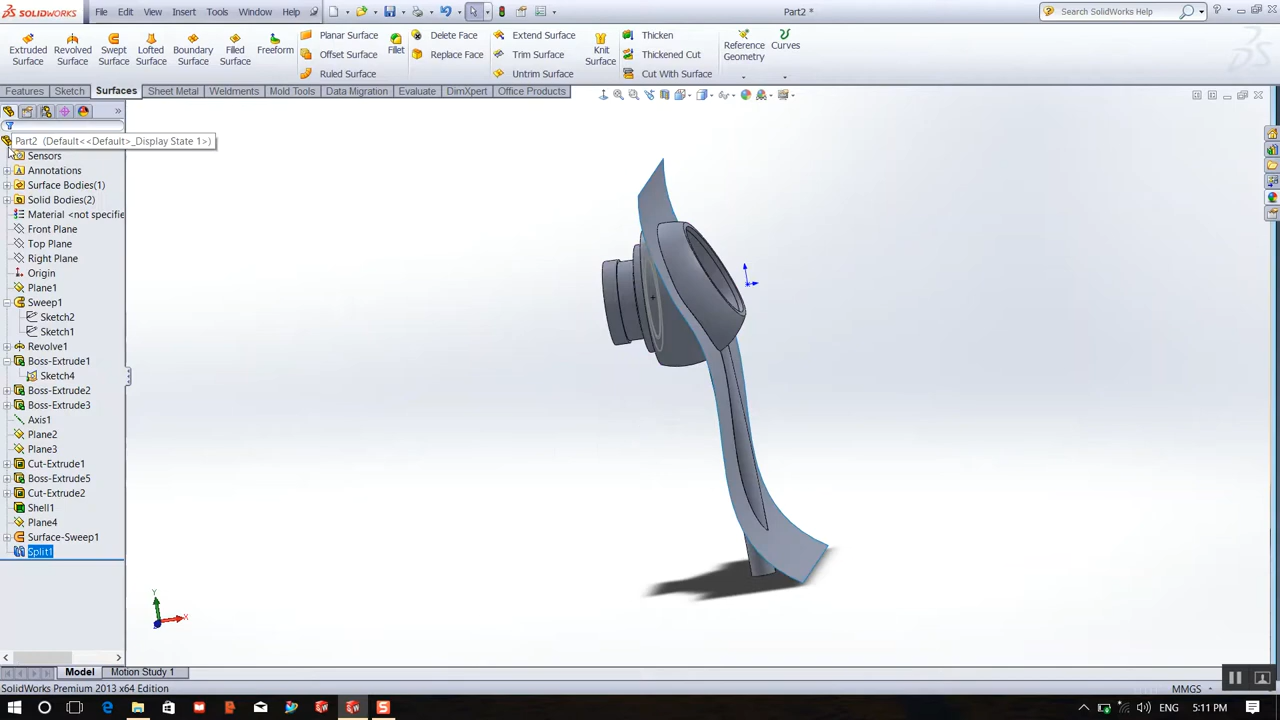 SOLIDWORKS File Edit View Insert Tools Office Window Help Part2 * Search SolidWorks Help
Extruded Surface
Revolved Surface
Swept Surface
Lofted Surface
Boundary Surface
Filled Surface
Freeform
Planar Surface
Offset Surface
Ruled Surface
Fillet
Delete Face
Replace Face
Extend Surface
Trim Surface
Untrim Surface
Knit Surface
Thicken
Thickened Cut
Cut With Surface
Reference Geometry
Curves
Features Sketch Surfaces Sheet Metal Weldments Mold Tools Data Migration Evaluate DimXpert Office Products
Part2 (Default<<Default>_Display State 1>)
Sensors
Annotations
Surface Bodies(1)
Solid Bodies(2)
Material <not specifie
Front Plane
Top Plane
Right Plane
Origin
Plane1
Sweep1
Sketch2
Sketch1
Revolve1
Boss-Extrude1
Sketch4
Boss-Extrude2
Boss-Extrude3
Axis1
Plane2
Plane3
Cut-Extrude1
Boss-Extrude5
Cut-Extrude2
Shell1
Plane4
Surface-Sweep1
Split1
Y
X
Z
Model Motion Study 1
SolidWorks Premium 2013 x64 Edition MMGS
ENG 5:11 PM